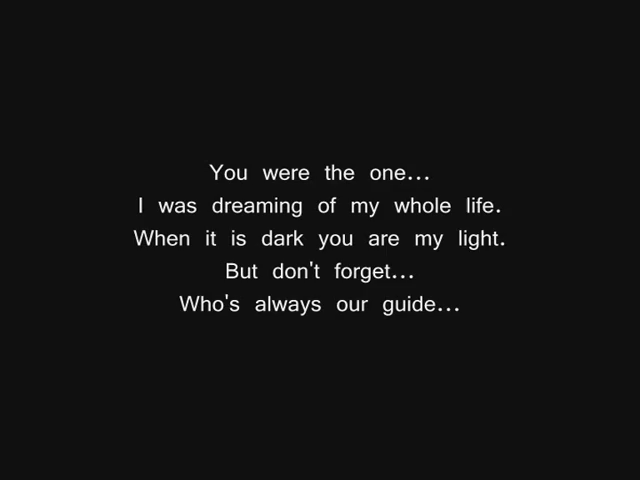 You were the one...
I was dreaming of my whole life.
When it is dark you are my light.
But don't forget...
Who's always our guide...